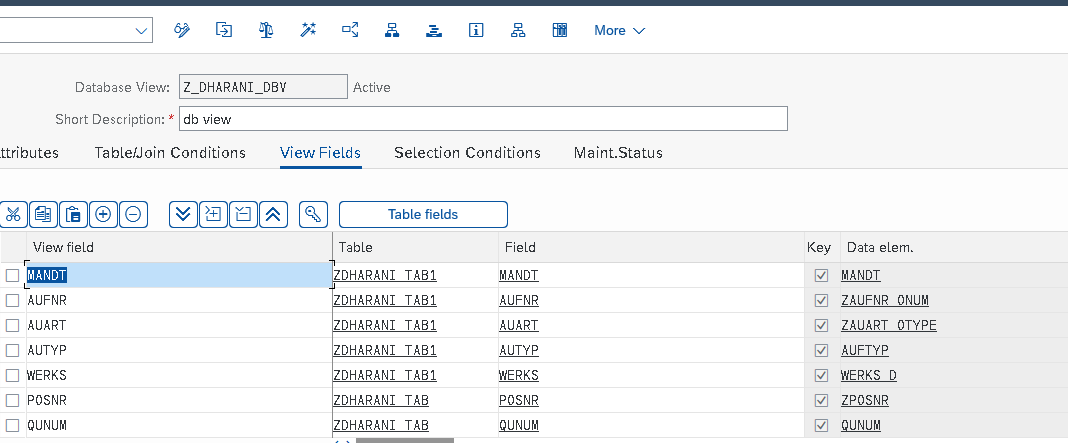 More
Database View: Z_DHARANI_DBV Active
Short Description: * db view
ttributes Table/Join Conditions View Fields Selection Conditions Maint.Status
Table fields
View field Table Field Key Data elem.
MANDT ZDHARANI_TAB1 MANDT MANDT
AUFNR ZDHARANI_TAB1 AUFNR ZAUFNR_ONUM
AUART ZDHARANI_TAB1 AUART ZAUART_OTYPE
AUTYP ZDHARANI_TAB1 AUTYP AUFTYP
WERKS ZDHARANI_TAB1 WERKS WERKS_D
POSNR ZDHARANI_TAB POSNR ZPOSNR
QUNUM ZDHARANI_TAB QUNUM QUNUM